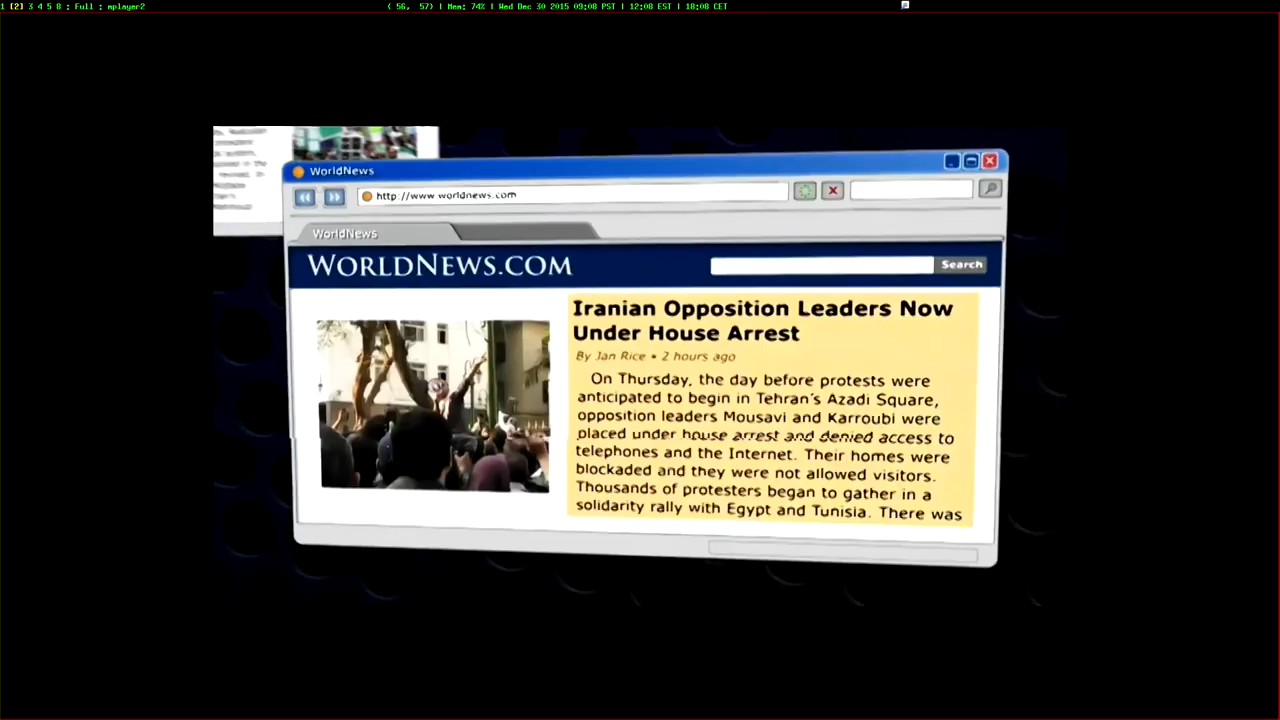 1 [2] 3 4 5 8 : Full : mplayer2
( 56, 57) | Mem: 74% | Wed Dec 30 2015 09:08 PST | 12:08 EST | 18:08 CET
WorldNews
http://www.worldnews.com
WorldNews
WORLDNEWS.COM
Search
Iranian Opposition Leaders Now
Under House Arrest
By Jan Rice • 2 hours ago
On Thursday, the day before protests were
anticipated to begin in Tehran's Azadi Square,
opposition leaders Mousavi and Karroubi were
placed under house arrest and denied access to
telephones and the Internet. Their homes were
blockaded and they were not allowed visitors.
Thousands of protesters began to gather in a
solidarity rally with Egypt and Tunisia. There was